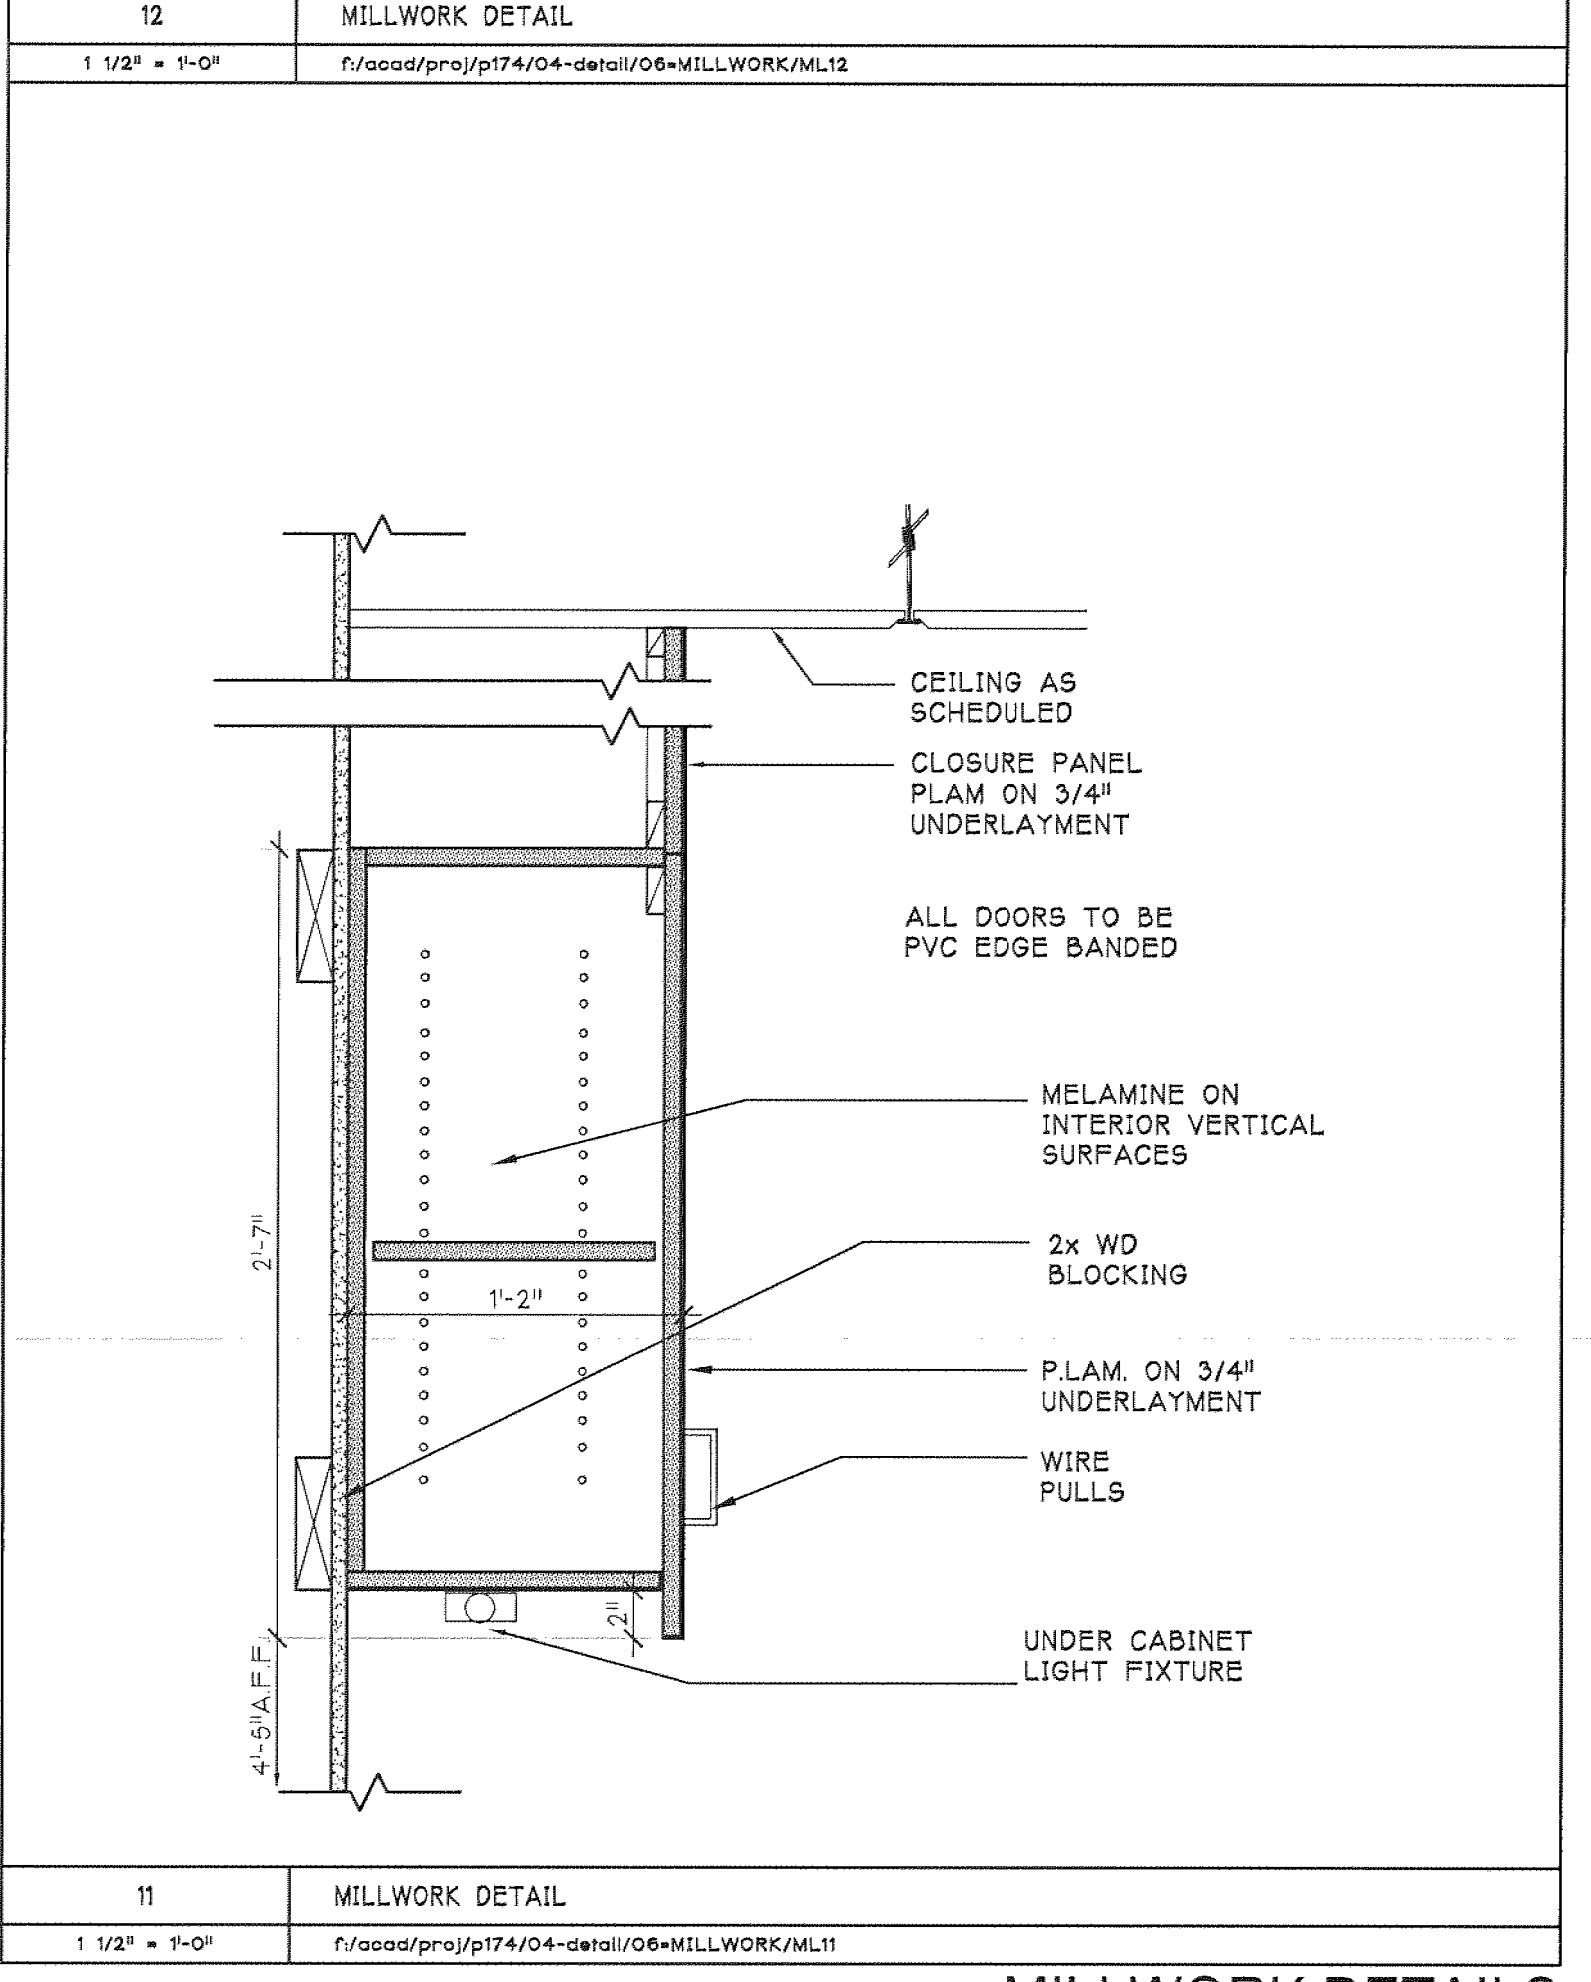 12 MILLWORK DETAIL
1 1/2" = 1'-0" f:/acad/proj/p174/04-detail/06=MILLWORK/ML12
CEILING AS
SCHEDULED
CLOSURE PANEL
PLAM ON 3/4"
UNDERLAYMENT
ALL DOORS TO BE
PVC EDGE BANDED
MELAMINE ON
INTERIOR VERTICAL
SURFACES
2'-7"
2x WD
BLOCKING
1'-2"
P.LAM. ON 3/4"
UNDERLAYMENT
WIRE
PULLS
2"
UNDER CABINET
LIGHT FIXTURE
4'-5"A.F.F.
11 MILLWORK DETAIL
1 1/2" = 1'-0" f:/acad/proj/p174/04-detail/06=MILLWORK/ML11
MILLWORK DETAILS